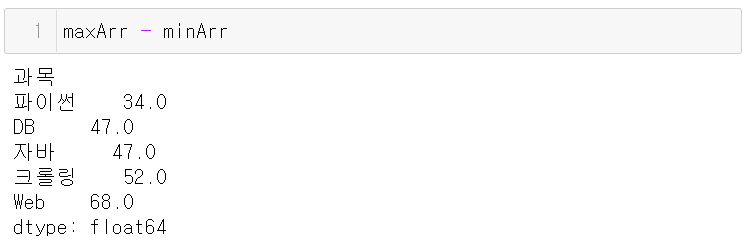 1 maxArr - minArr
과목
파이썬 34.0
DB 47.0
자바 47.0
크롤링 52.0
Web 68.0
dtype: float64